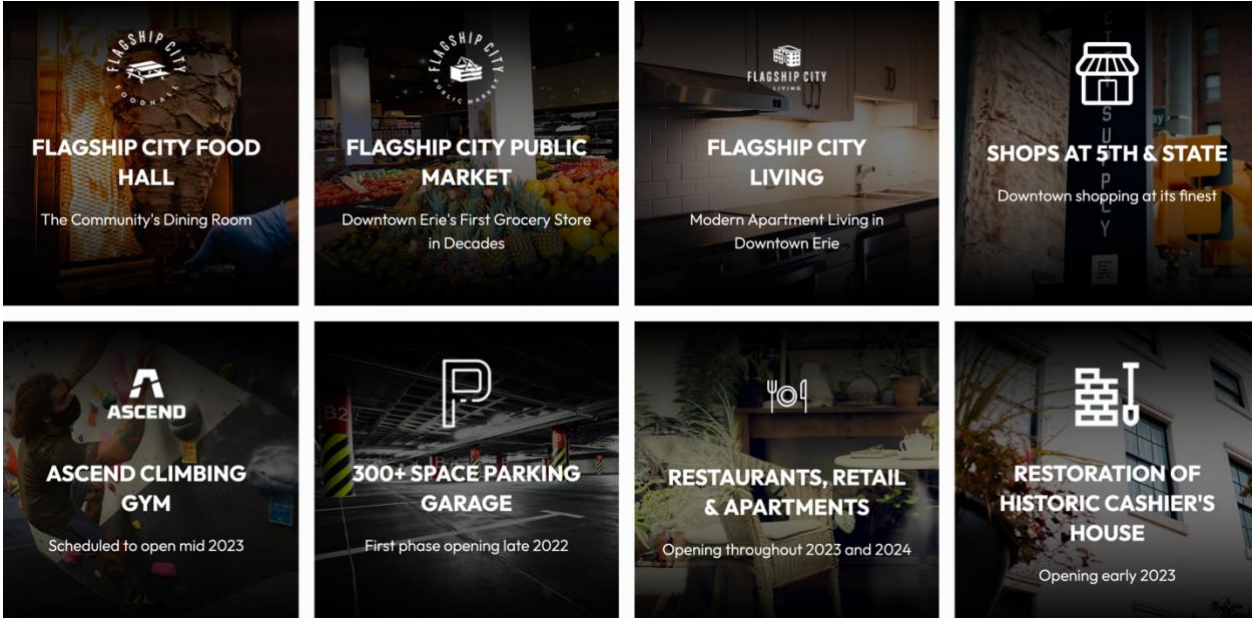 FLAGSHIP CITY
FOODHALL
FLAGSHIP CITY FOOD
HALL
The Community's Dining Room
FLAGSHIP CITY
PUBLIC MARKET
FLAGSHIP CITY PUBLIC
MARKET
Downtown Erie's First Grocery Store
in Decades
FLAGSHIP CITY
LIVING
FLAGSHIP CITY
LIVING
Modern Apartment Living in
Downtown Erie
SUPPLY
SHOPS AT 5TH & STATE
Downtown shopping at its finest
ASCEND
ASCEND CLIMBING
GYM
Scheduled to open mid 2023
B2
P
300+ SPACE PARKING
GARAGE
First phase opening late 2022
RESTAURANTS, RETAIL
& APARTMENTS
Opening throughout 2023 and 2024
RESTORATION OF
HISTORIC CASHIER'S
HOUSE
Opening early 2023